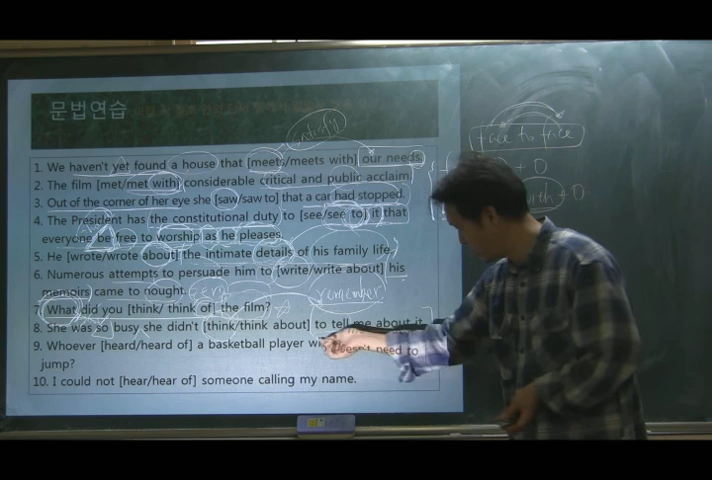 문법연습
satisfy
face to face
1. We haven't yet found a house that [meets/meets with] our needs.
2. The film [met/met with] considerable critical and public acclaim.
3. Out of the corner of her eye she [saw/saw to] that a car had stopped.
4. The President has the constitutional duty to [see/see to] it that
everyone be free to worship as he pleases.
5. He [wrote/wrote about] the intimate details of his family life.
6. Numerous attempts to persuade him to [write/write about] his
memoirs came to nought.
remember
7. What did you [think/ think of] the film?
8. She was so busy she didn't [think/think about] to tell me about it.
9. Whoever [heard/heard of] a basketball player doesn't need to
jump?
10. I could not [hear/hear of] someone calling my name.